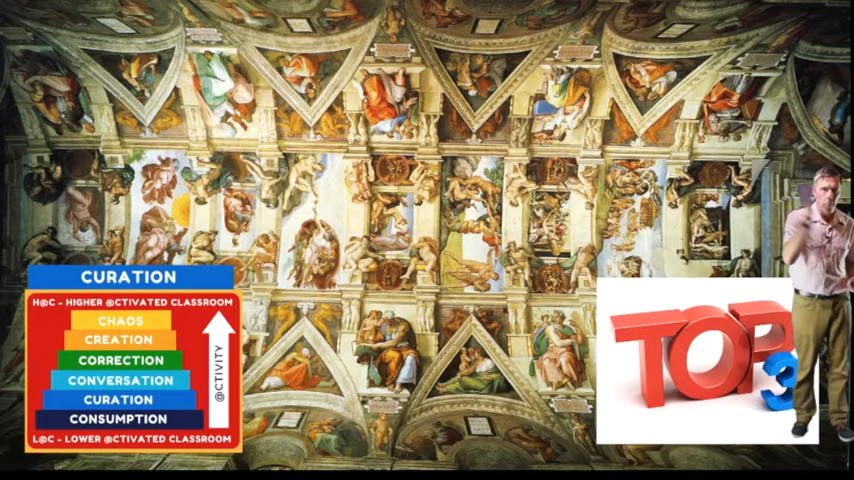 CURATION
H@C - HIGHER @CTIVATED CLASSROOM
CHAOS
CREATION
CORRECTION
CONVERSATION
CURATION
CONSUMPTION
L@C - LOWER @CTIVATED CLASSROOM
@CTIVITY
TOP
3